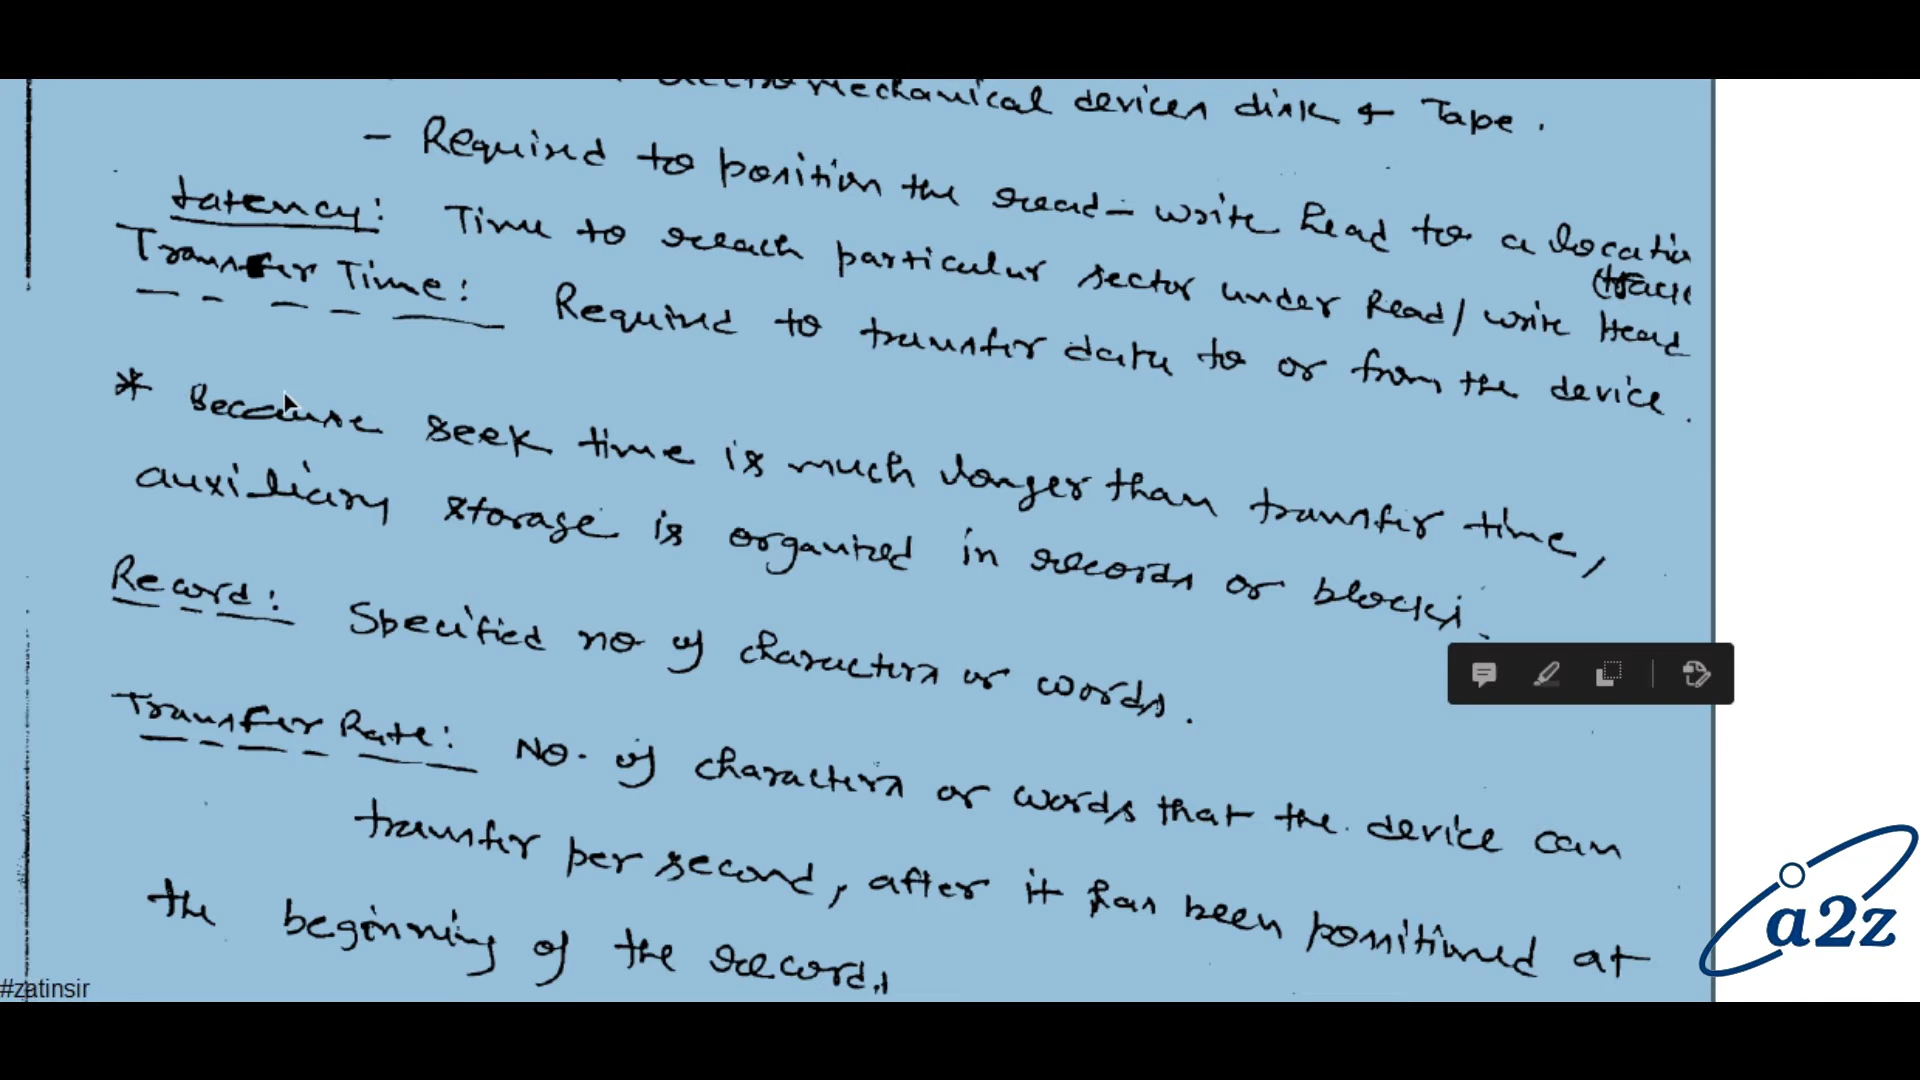 Electromechanical devices disk & Tape.
- Required to position the read-write head to a locatio
(track
Latency: Time to reach particular sector under Read/write Head
Transfer Time: Required to transfer data to or from the device.
* Because seek time is much longer than transfer time,
auxiliary storage is organized in records or blocks.
Record: Specified no of characters or words.
Transfer Rate: No. of characters or words that the device can
transfer per second, after it has been positioned at
the beginning of the record.
#zatinsir
a2z